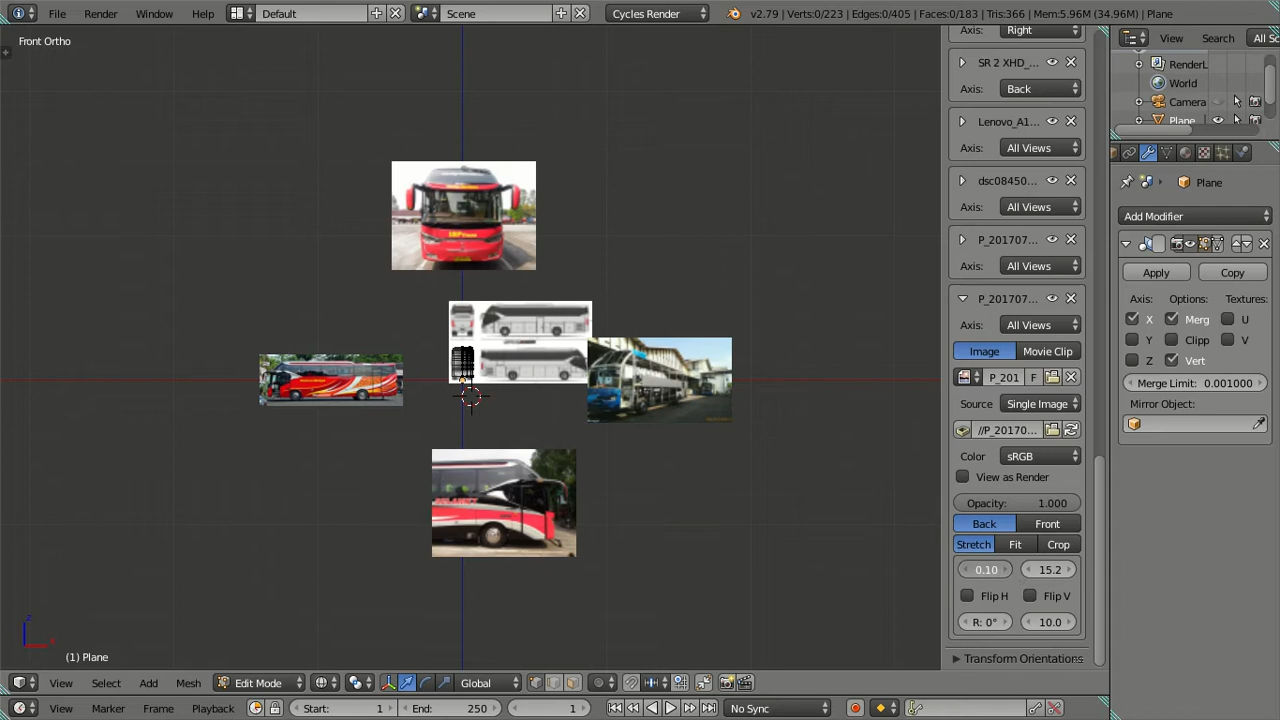 File Render Window Help Default Scene Cycles Render v2.79 | Verts:0/223 | Edges:0/405 | Faces:0/183 | Tris:366 | Mem:5.96M (34.96M) | Plane
Front Ortho
Axis: Right
SR 2 XHD_...
Axis: Back
Lenovo_A1...
Axis: All Views
dsc08450...
Axis: All Views
P_201707...
Axis: All Views
P_201707...
Axis: All Views
Image Movie Clip
P_201 F
Source Single Image
//P_20170...
Color sRGB
View as Render
Opacity: 1.000
Back Front
Stretch Fit Crop
0.10 15.2
Flip H Flip V
R: 0° 10.0
Transform Orientations
View Search All Sc
RenderL
World
Camera
Plane
Plane
Add Modifier
Apply Copy
Axis: Options: Textures:
X Merg U
Y Clipp V
Z Vert
Merge Limit: 0.001000
Mirror Object:
z
x
(1) Plane
View Select Add Mesh Edit Mode Global
View Marker Frame Playback Start: 1 End: 250 1 No Sync